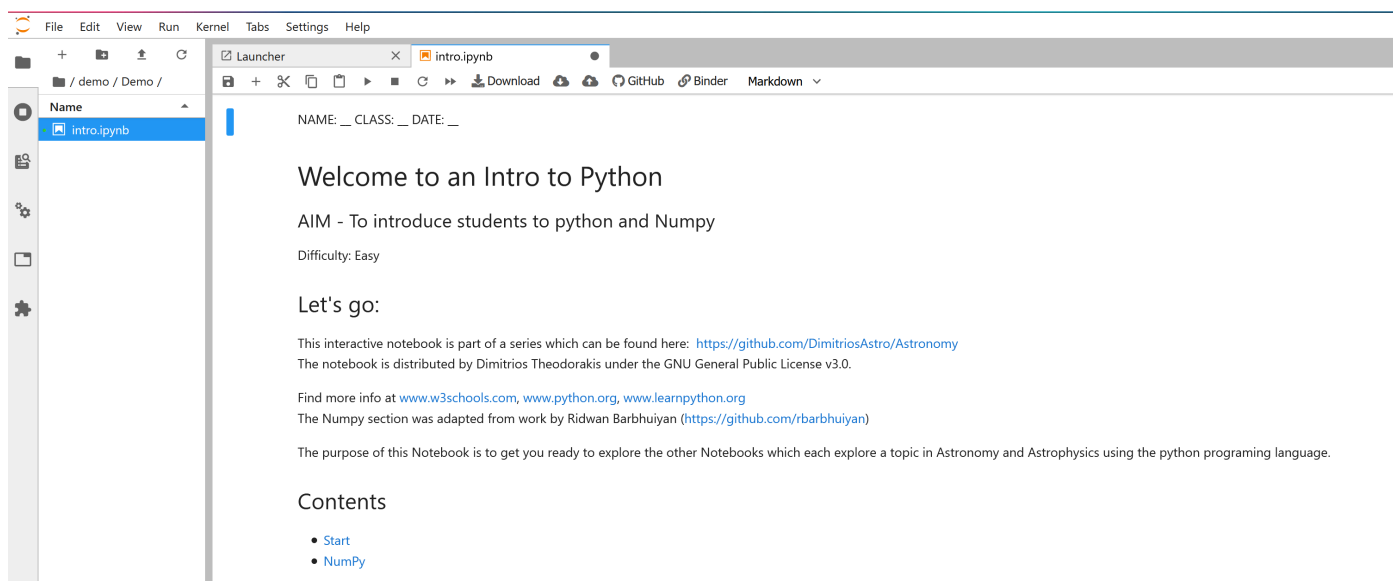 File Edit View Run Kernel Tabs Settings Help
Launcher
intro.ipynb
/ demo / Demo /
Download GitHub Binder Markdown
Name
intro.ipynb
NAME: __ CLASS: __ DATE: __
Welcome to an Intro to Python
AIM - To introduce students to python and Numpy
Difficulty: Easy
Let's go:
This interactive notebook is part of a series which can be found here: https://github.com/DimitriosAstro/Astronomy
The notebook is distributed by Dimitrios Theodorakis under the GNU General Public License v3.0.
Find more info at www.w3schools.com, www.python.org, www.learnpython.org
The Numpy section was adapted from work by Ridwan Barbhuiyan (https://github.com/rbarbhuiyan)
The purpose of this Notebook is to get you ready to explore the other Notebooks which each explore a topic in Astronomy and Astrophysics using the python programing language.
Contents
Start
NumPy